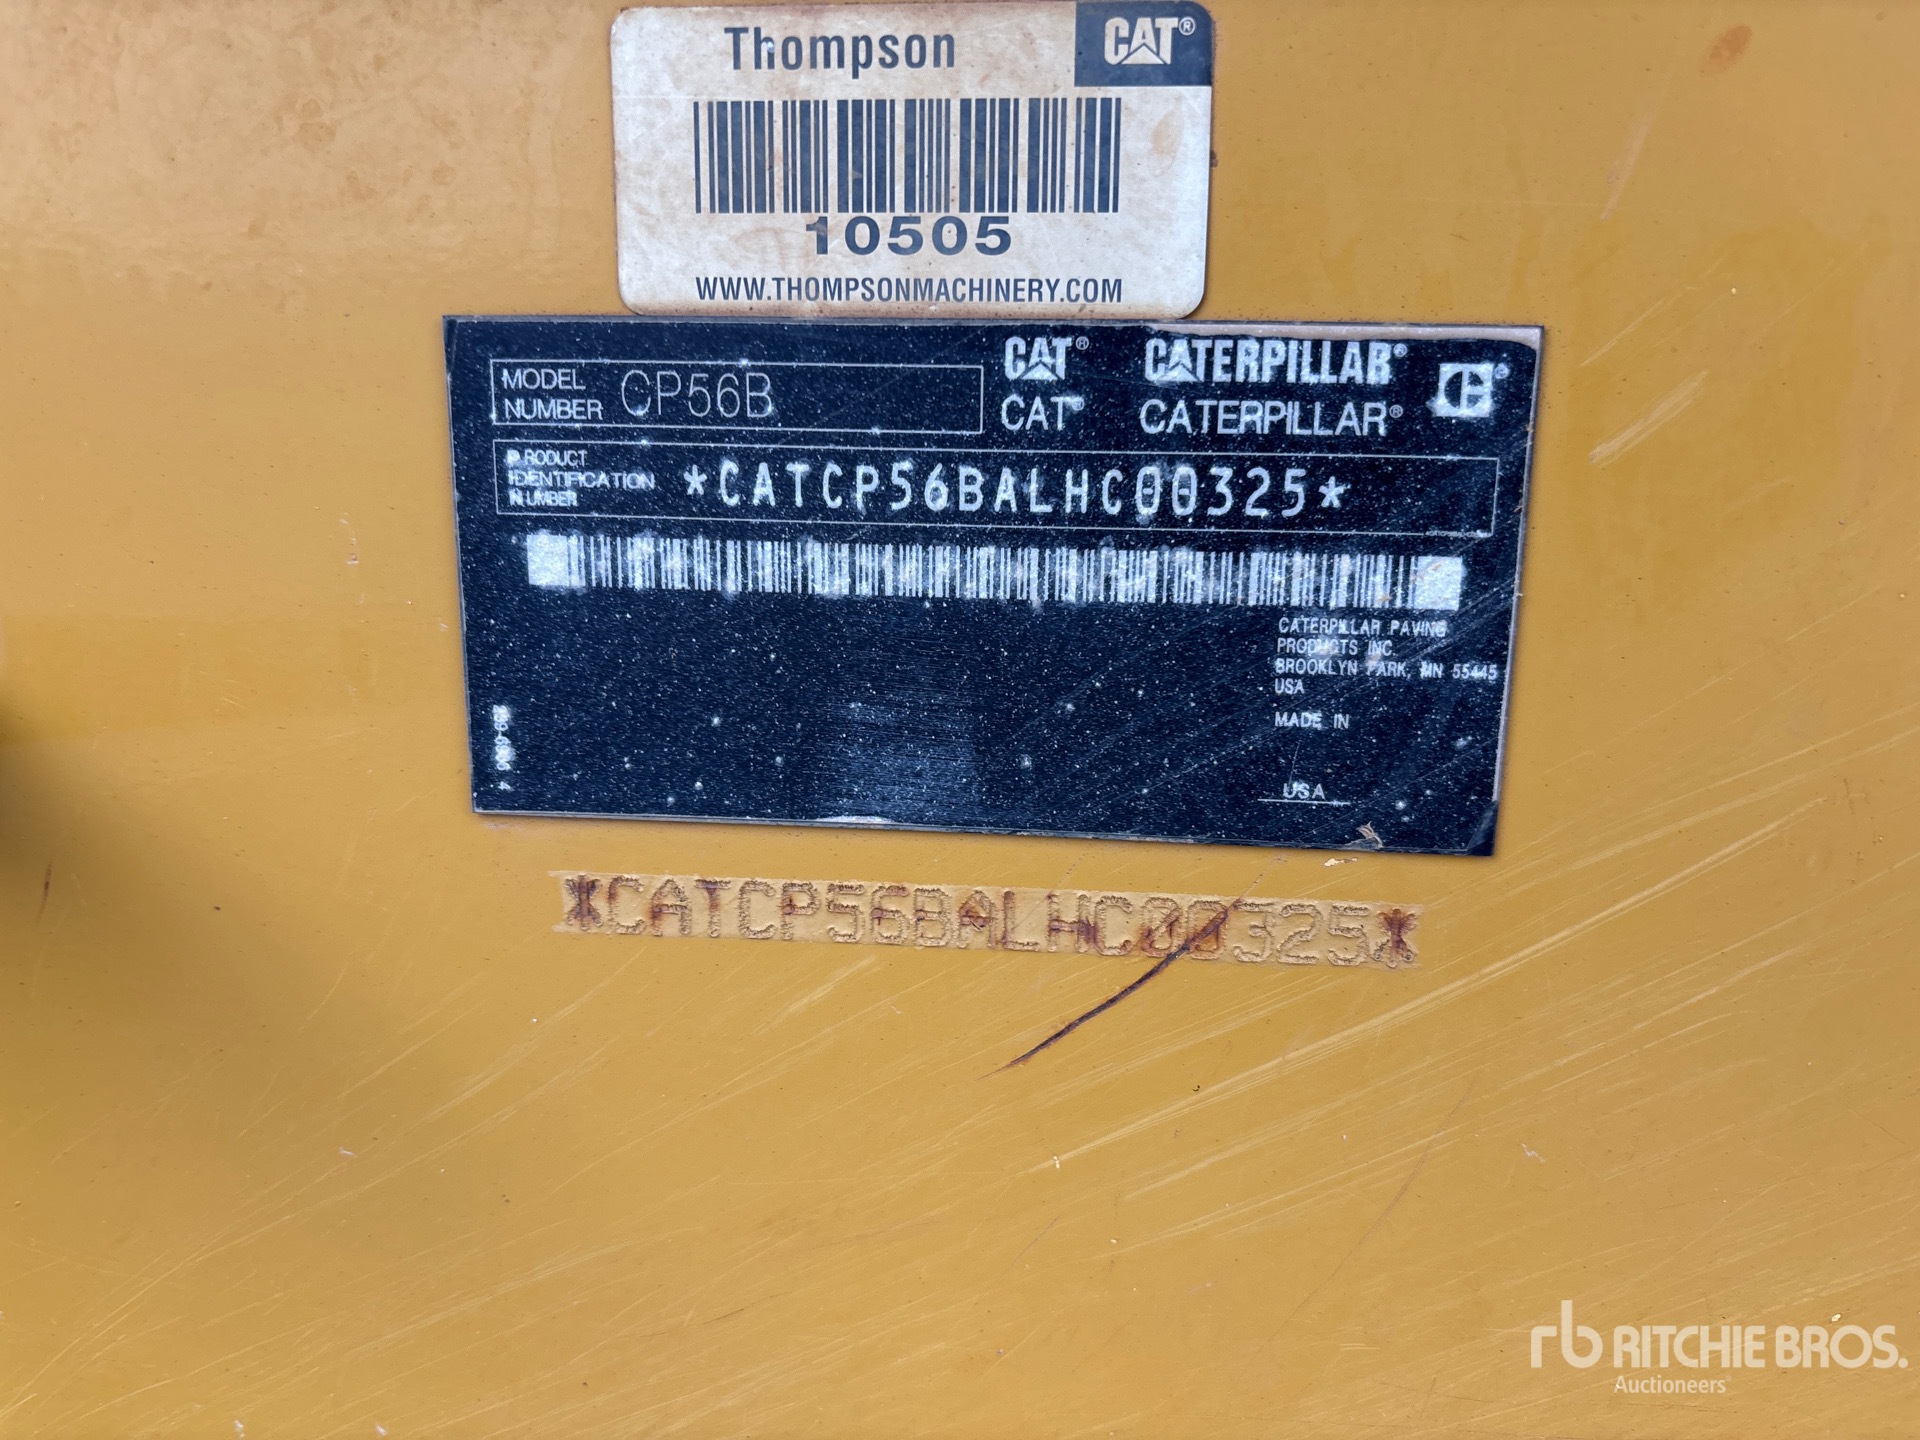 Thompson CAT®
10505
WWW.THOMPSONMACHINERY.COM
MODEL NUMBER CP56B
CAT® CATERPILLAR®
CAT® CATERPILLAR®
PRODUCT IDENTIFICATION NUMBER *CATCP56BALHC00325*
CATERPILLAR PAVING
PRODUCTS INC
BROOKLYN PARK, MN 55445
USA
MADE IN
USA
*CATCP56BALHC00325*
rb RITCHIE BROS.
Auctioneers